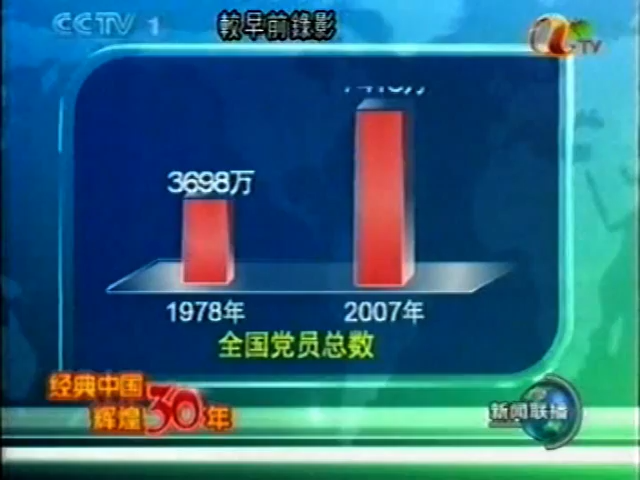 CCTV 1
較早前錄影
TV
3698万
1978年
2007年
全国党员总数
经典中国
辉煌30年
新闻联播